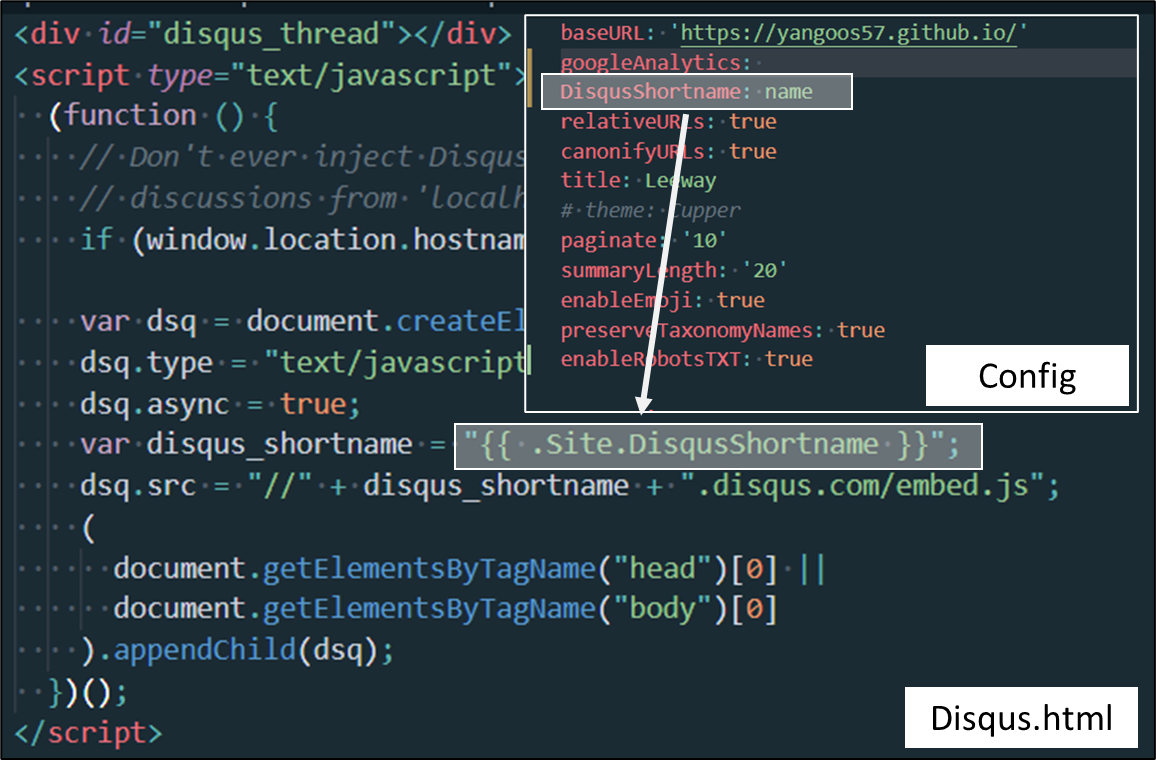 <div id="disqus_thread"></div>
<script type="text/javascript">
(function () {
// Don't ever inject Disqus
// discussions from 'localh
if (window.location.hostnam
var dsq = document.createEl
dsq.type = "text/javascript
dsq.async = true;
var disqus_shortname = "{{ .Site.DisqusShortname }}";
dsq.src = "//" + disqus_shortname + ".disqus.com/embed.js";
(
document.getElementsByTagName("head")[0] ||
document.getElementsByTagName("body")[0]
).appendChild(dsq);
})();
</script>
baseURL: 'https://yangoos57.github.io/'
googleAnalytics:
DisqusShortname: name
relativeURLs: true
canonifyURLs: true
title: Leeway
# theme: Cupper
paginate: '10'
summaryLength: '20'
enableEmoji: true
preserveTaxonomyNames: true
enableRobotsTXT: true
Config
Disqus.html